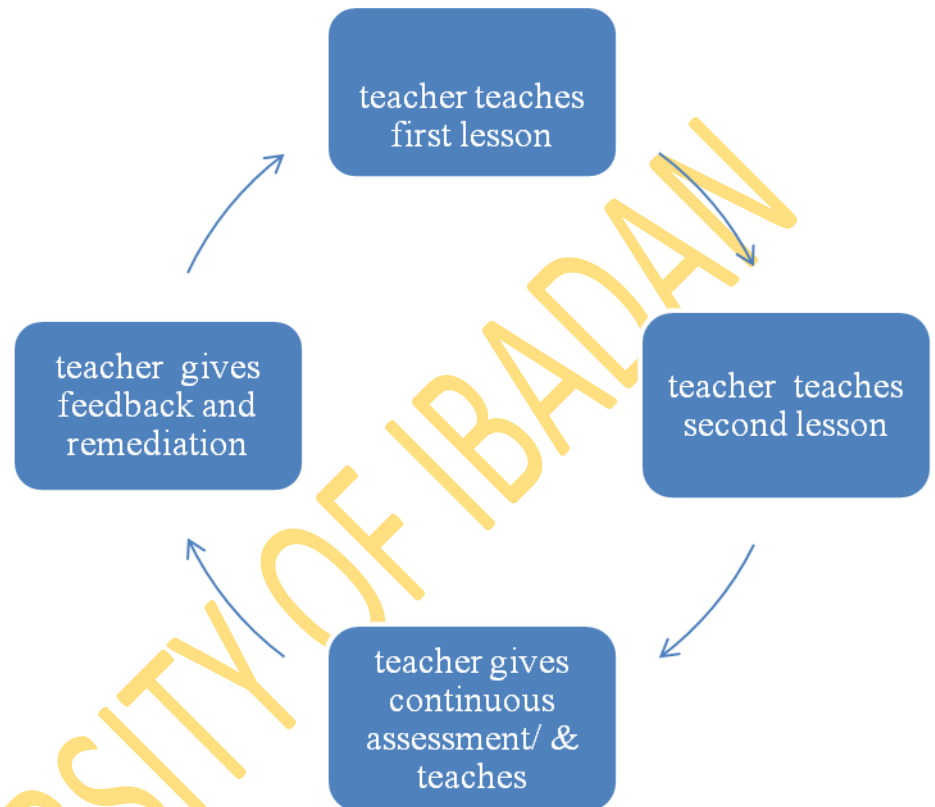 teacher teaches
first lesson
teacher teaches
second lesson
teacher gives
continuous
assessment/ &
teaches
teacher gives
feedback and
remediation
RSITY OF IBADAN